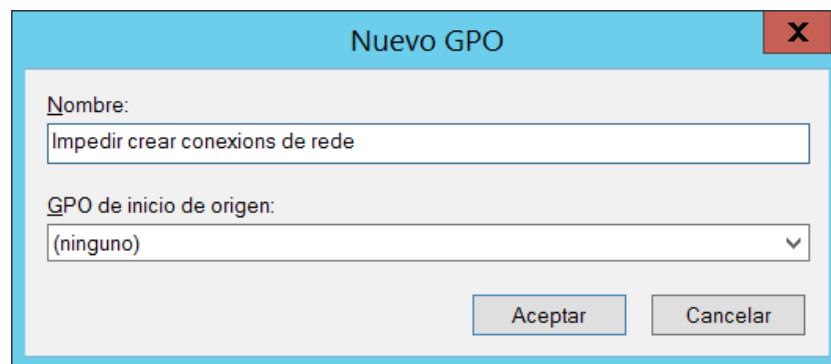 Nuevo GPO
X
Nombre:
Impedir crear conexions de rede
GPO de inicio de origen:
(ninguno)
Aceptar
Cancelar